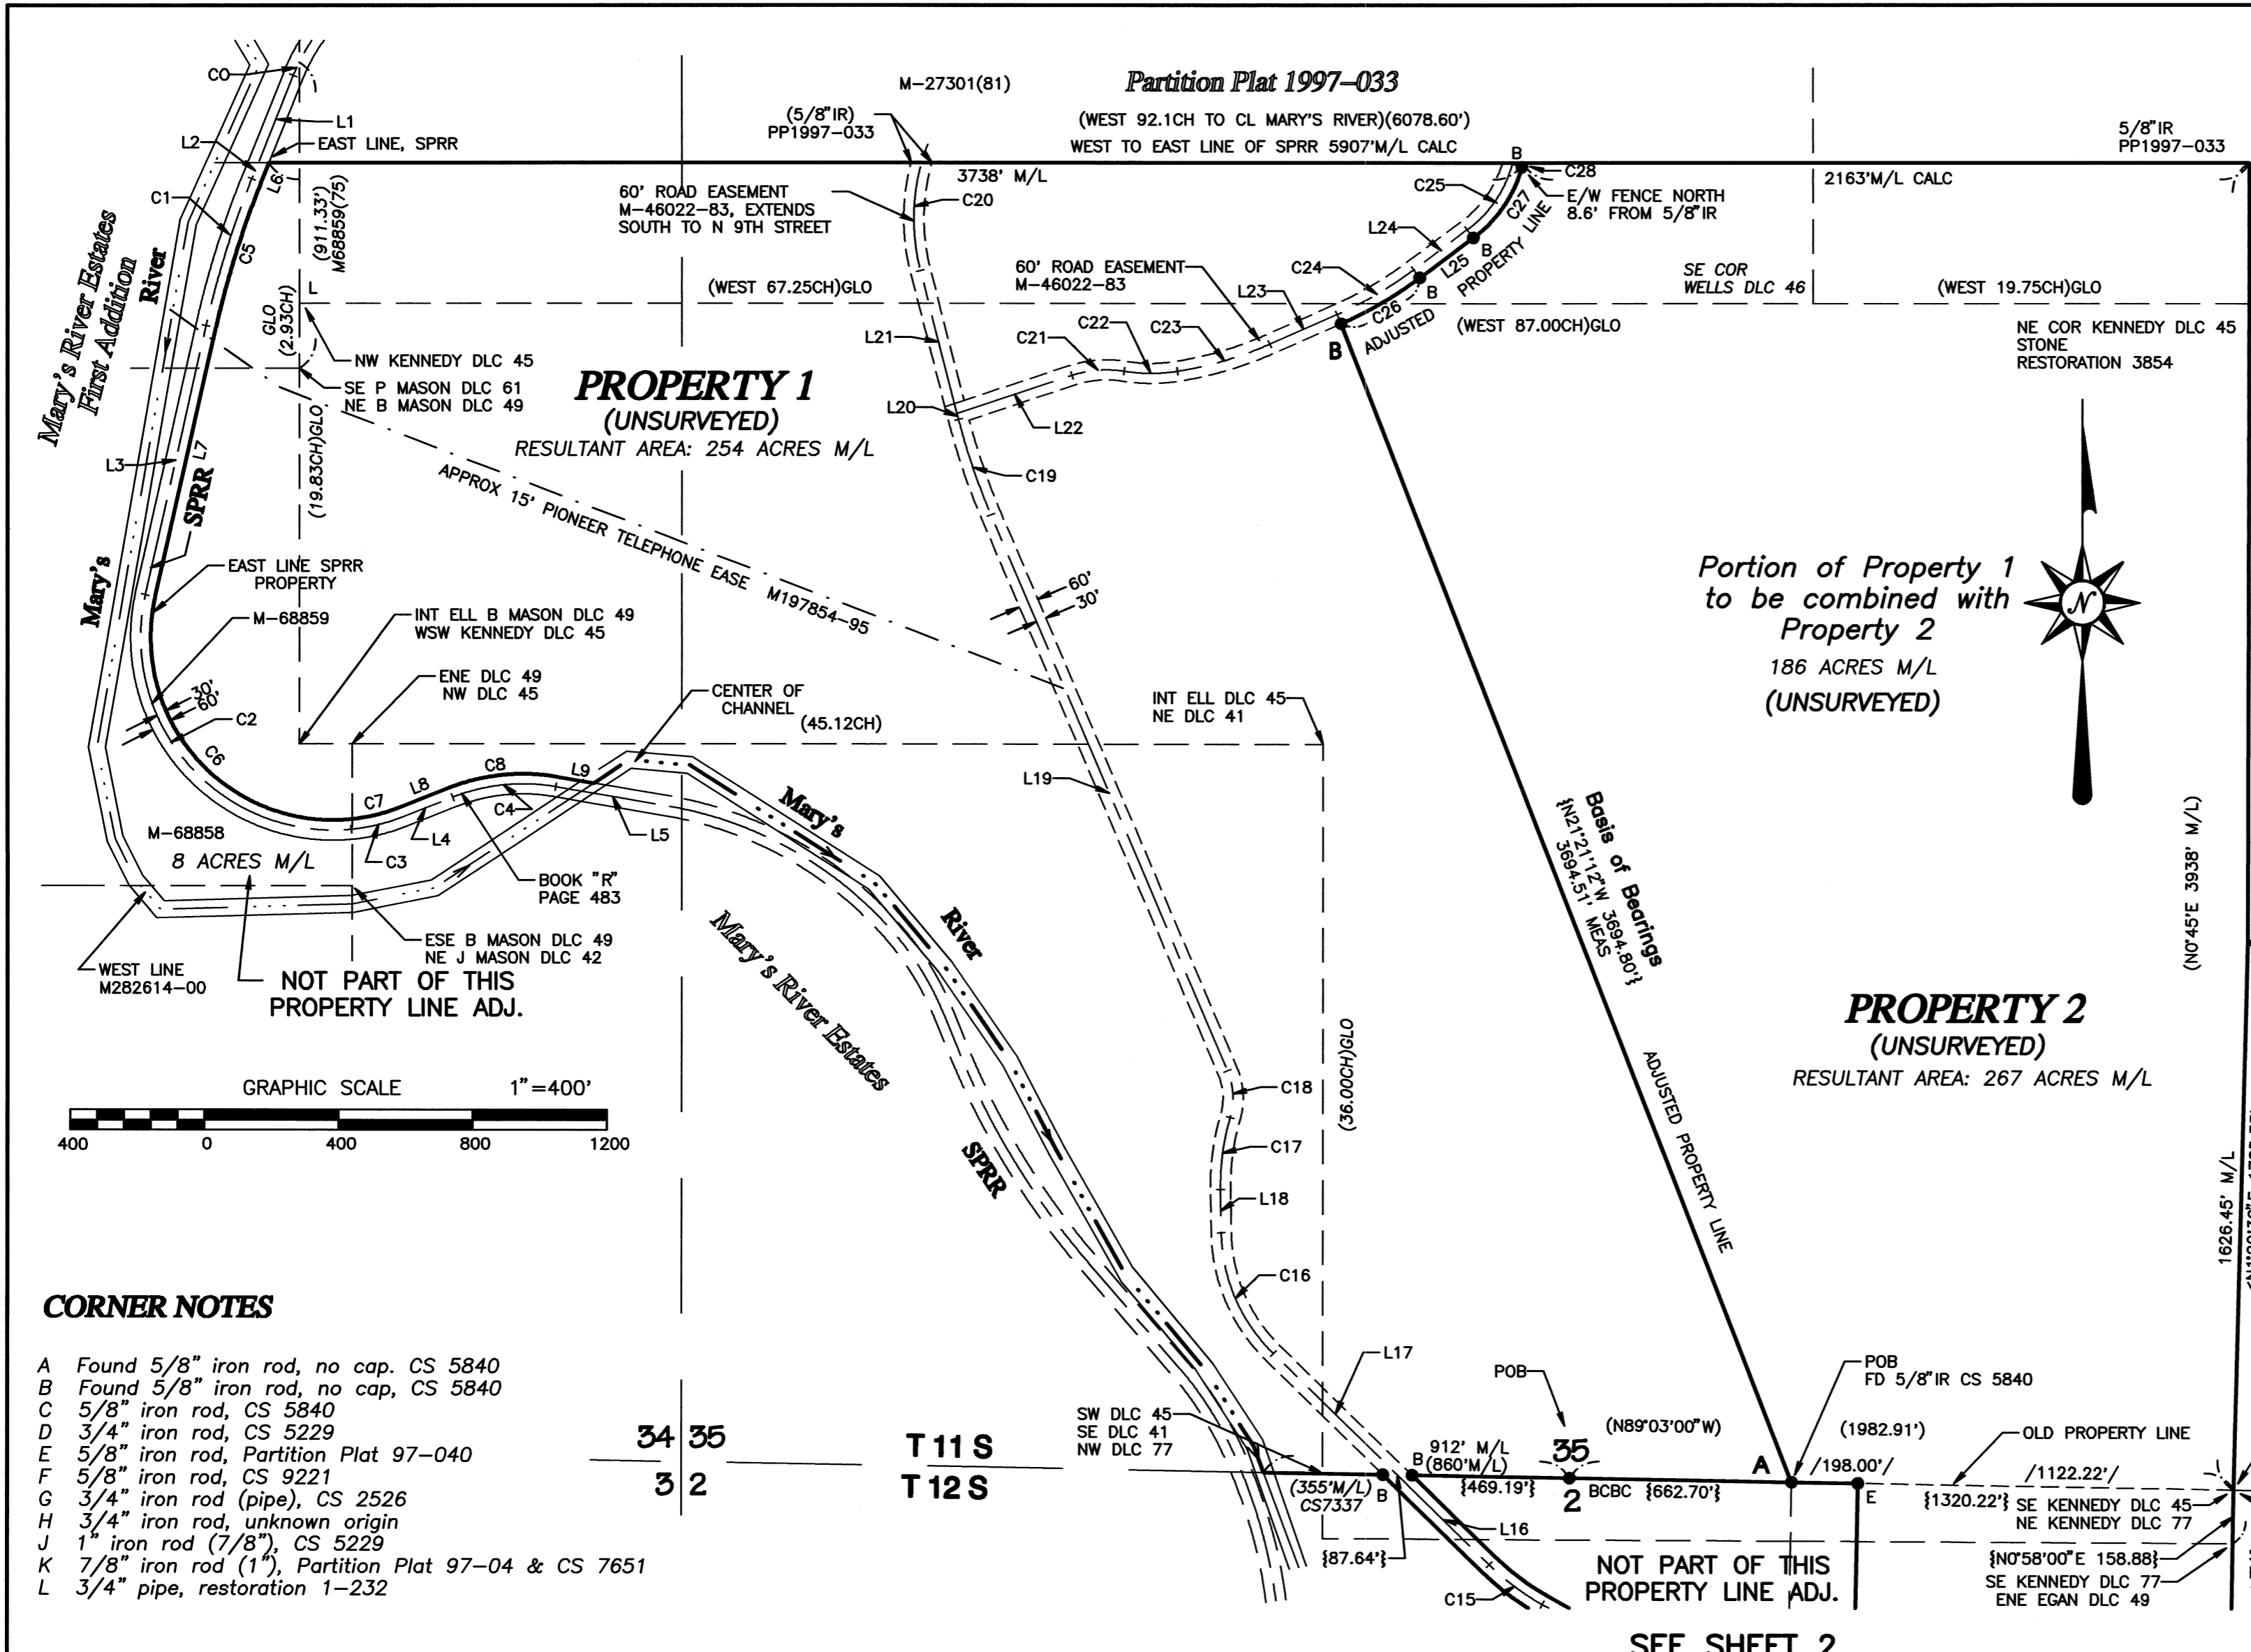 CO
L1
L2
EAST LINE, SPRR
L6
C1
C5
(911.33')
M68859(75)
Mary's River Estates
First Addition
River
M-27301(81)
(5/8"IR)
PP1997-033
Partition Plat 1997-033
(WEST 92.1CH TO CL MARY'S RIVER)(6078.60')
WEST TO EAST LINE OF SPRR 5907'M/L CALC
3738' M/L
C20
60' ROAD EASEMENT
M-46022-83, EXTENDS
SOUTH TO N 9TH STREET
B
C28
C25
C27
E/W FENCE NORTH
8.6' FROM 5/8"IR
L24
B
L25
PROPERTY LINE
2163'M/L CALC
5/8"IR
PP1997-033
60' ROAD EASEMENT
M-46022-83
C24
B
C26
ADJUSTED
B
L23
C23
C22
C21
SE COR
WELLS DLC 46
(WEST 19.75CH)GLO
(WEST 87.00CH)GLO
(WEST 67.25CH)GLO
NE COR KENNEDY DLC 45
STONE
RESTORATION 3854
L
GLO
(2.93CH)
NW KENNEDY DLC 45
SE P MASON DLC 61
NE B MASON DLC 49
(19.83CH)GLO
PROPERTY 1
(UNSURVEYED)
RESULTANT AREA: 254 ACRES M/L
L21
L20
L22
C19
L3
L7
SPRR
APPROX 15' PIONEER TELEPHONE EASE M197854-95
60'
30'
EAST LINE SPRR
PROPERTY
Mary's
M-68859
INT ELL B MASON DLC 49
WSW KENNEDY DLC 45
ENE DLC 49
NW DLC 45
30'
60'
C2
C6
CENTER OF
CHANNEL
(45.12CH)
INT ELL DLC 45
NE DLC 41
Portion of Property 1
to be combined with
Property 2
186 ACRES M/L
(UNSURVEYED)
N
C7
L8
C8
L9
C4
L4
C3
L5
L19
Mary's
Basis of Bearings
{N21°21'12"W 3694.80'}
3694.51' MEAS
(N0°45'E 3938' M/L)
M-68858
8 ACRES M/L
BOOK "R"
PAGE 483
ESE B MASON DLC 49
NE J MASON DLC 42
WEST LINE
M282614-00
NOT PART OF THIS
PROPERTY LINE ADJ.
River
Mary's River Estates
SPRR
PROPERTY 2
(UNSURVEYED)
RESULTANT AREA: 267 ACRES M/L
(36.00CH)GLO
ADJUSTED PROPERTY LINE
GRAPHIC SCALE 1"=400'
400 0 400 800 1200
C18
C17
L18
C16
L17
1626.45' M/L
CORNER NOTES
A Found 5/8" iron rod, no cap. CS 5840
B Found 5/8" iron rod, no cap, CS 5840
C 5/8" iron rod, CS 5840
D 3/4" iron rod, CS 5229
E 5/8" iron rod, Partition Plat 97-040
F 5/8" iron rod, CS 9221
G 3/4" iron rod (pipe), CS 2526
H 3/4" iron rod, unknown origin
J 1" iron rod (7/8"), CS 5229
K 7/8" iron rod (1"), Partition Plat 97-04 & CS 7651
L 3/4" pipe, restoration 1-232
34 35
3 2
T 11 S
T 12 S
SW DLC 45
SE DLC 41
NW DLC 77
(355'M/L)
CS7337
B
B
912' M/L
(860'M/L)
{469.19'}
POB
35
2
BCBC
(N89°03'00"W)
{662.70'}
A
POB
FD 5/8"IR CS 5840
(1982.91')
/198.00'/
OLD PROPERTY LINE
/1122.22'/
E
{1320.22'}
SE KENNEDY DLC 45
NE KENNEDY DLC 77
{N0°58'00"E 158.88}
SE KENNEDY DLC 77
ENE EGAN DLC 49
{87.64'}
L16
C15
NOT PART OF THIS
PROPERTY LINE ADJ.
SEE SHEET 2